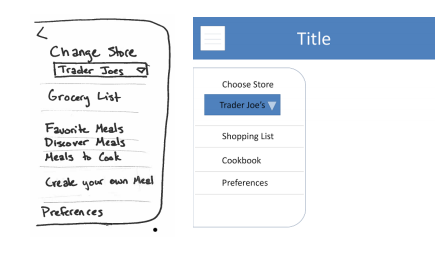 Change Store
Trader Joes
Grocery List
Favorite Meals
Discover Meals
Meals to Cook
Create your own Meal
Preferences
Title
Choose Store
Trader Joe's
Shopping List
Cookbook
Preferences